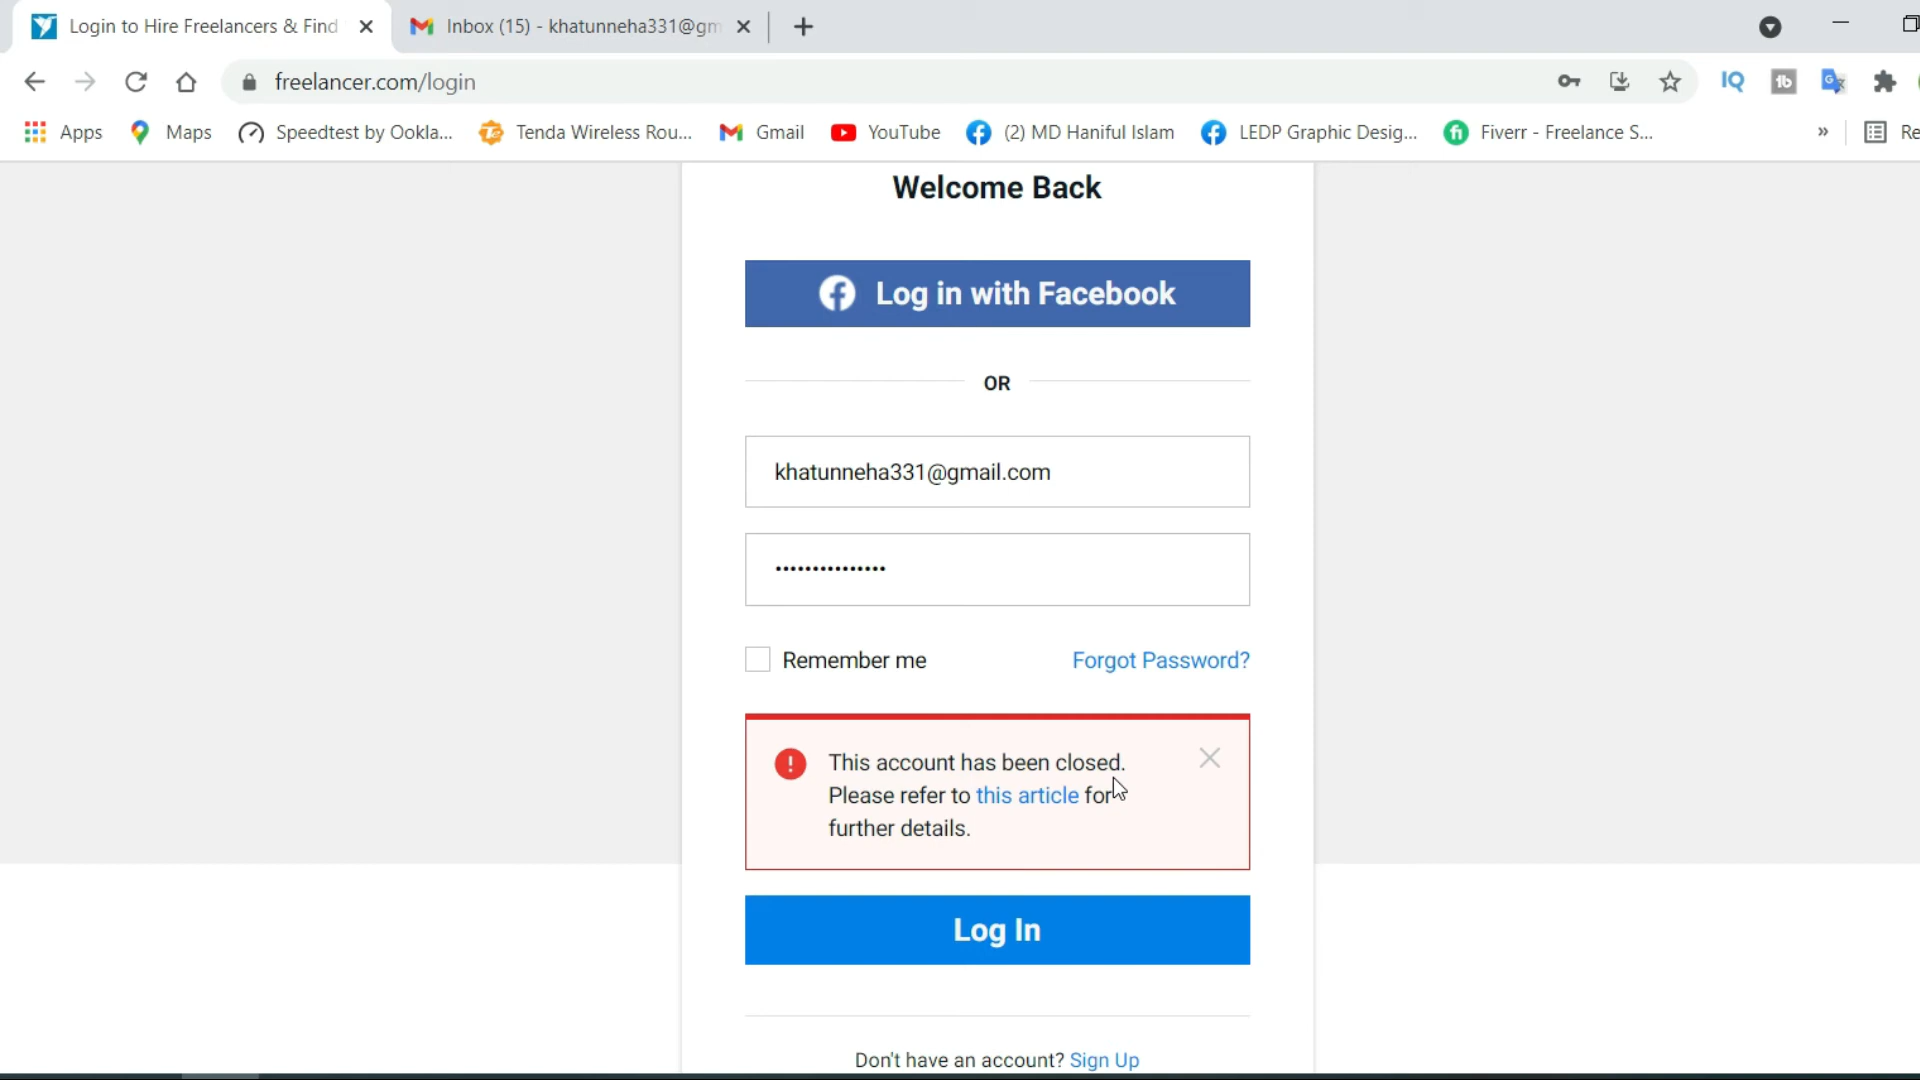 Login to Hire Freelancers & Find
Inbox (15) - khatunneha331@gm
freelancer.com/login
Apps
Maps
Speedtest by Ookla...
Tenda Wireless Rou...
Gmail
YouTube
(2) MD Haniful Islam
LEDP Graphic Desig...
Fiverr - Freelance S...
»
Re
Welcome Back
Log in with Facebook
OR
khatunneha331@gmail.com
Remember me
Forgot Password?
This account has been closed.
Please refer to this article for
further details.
Log In
Don't have an account? Sign Up